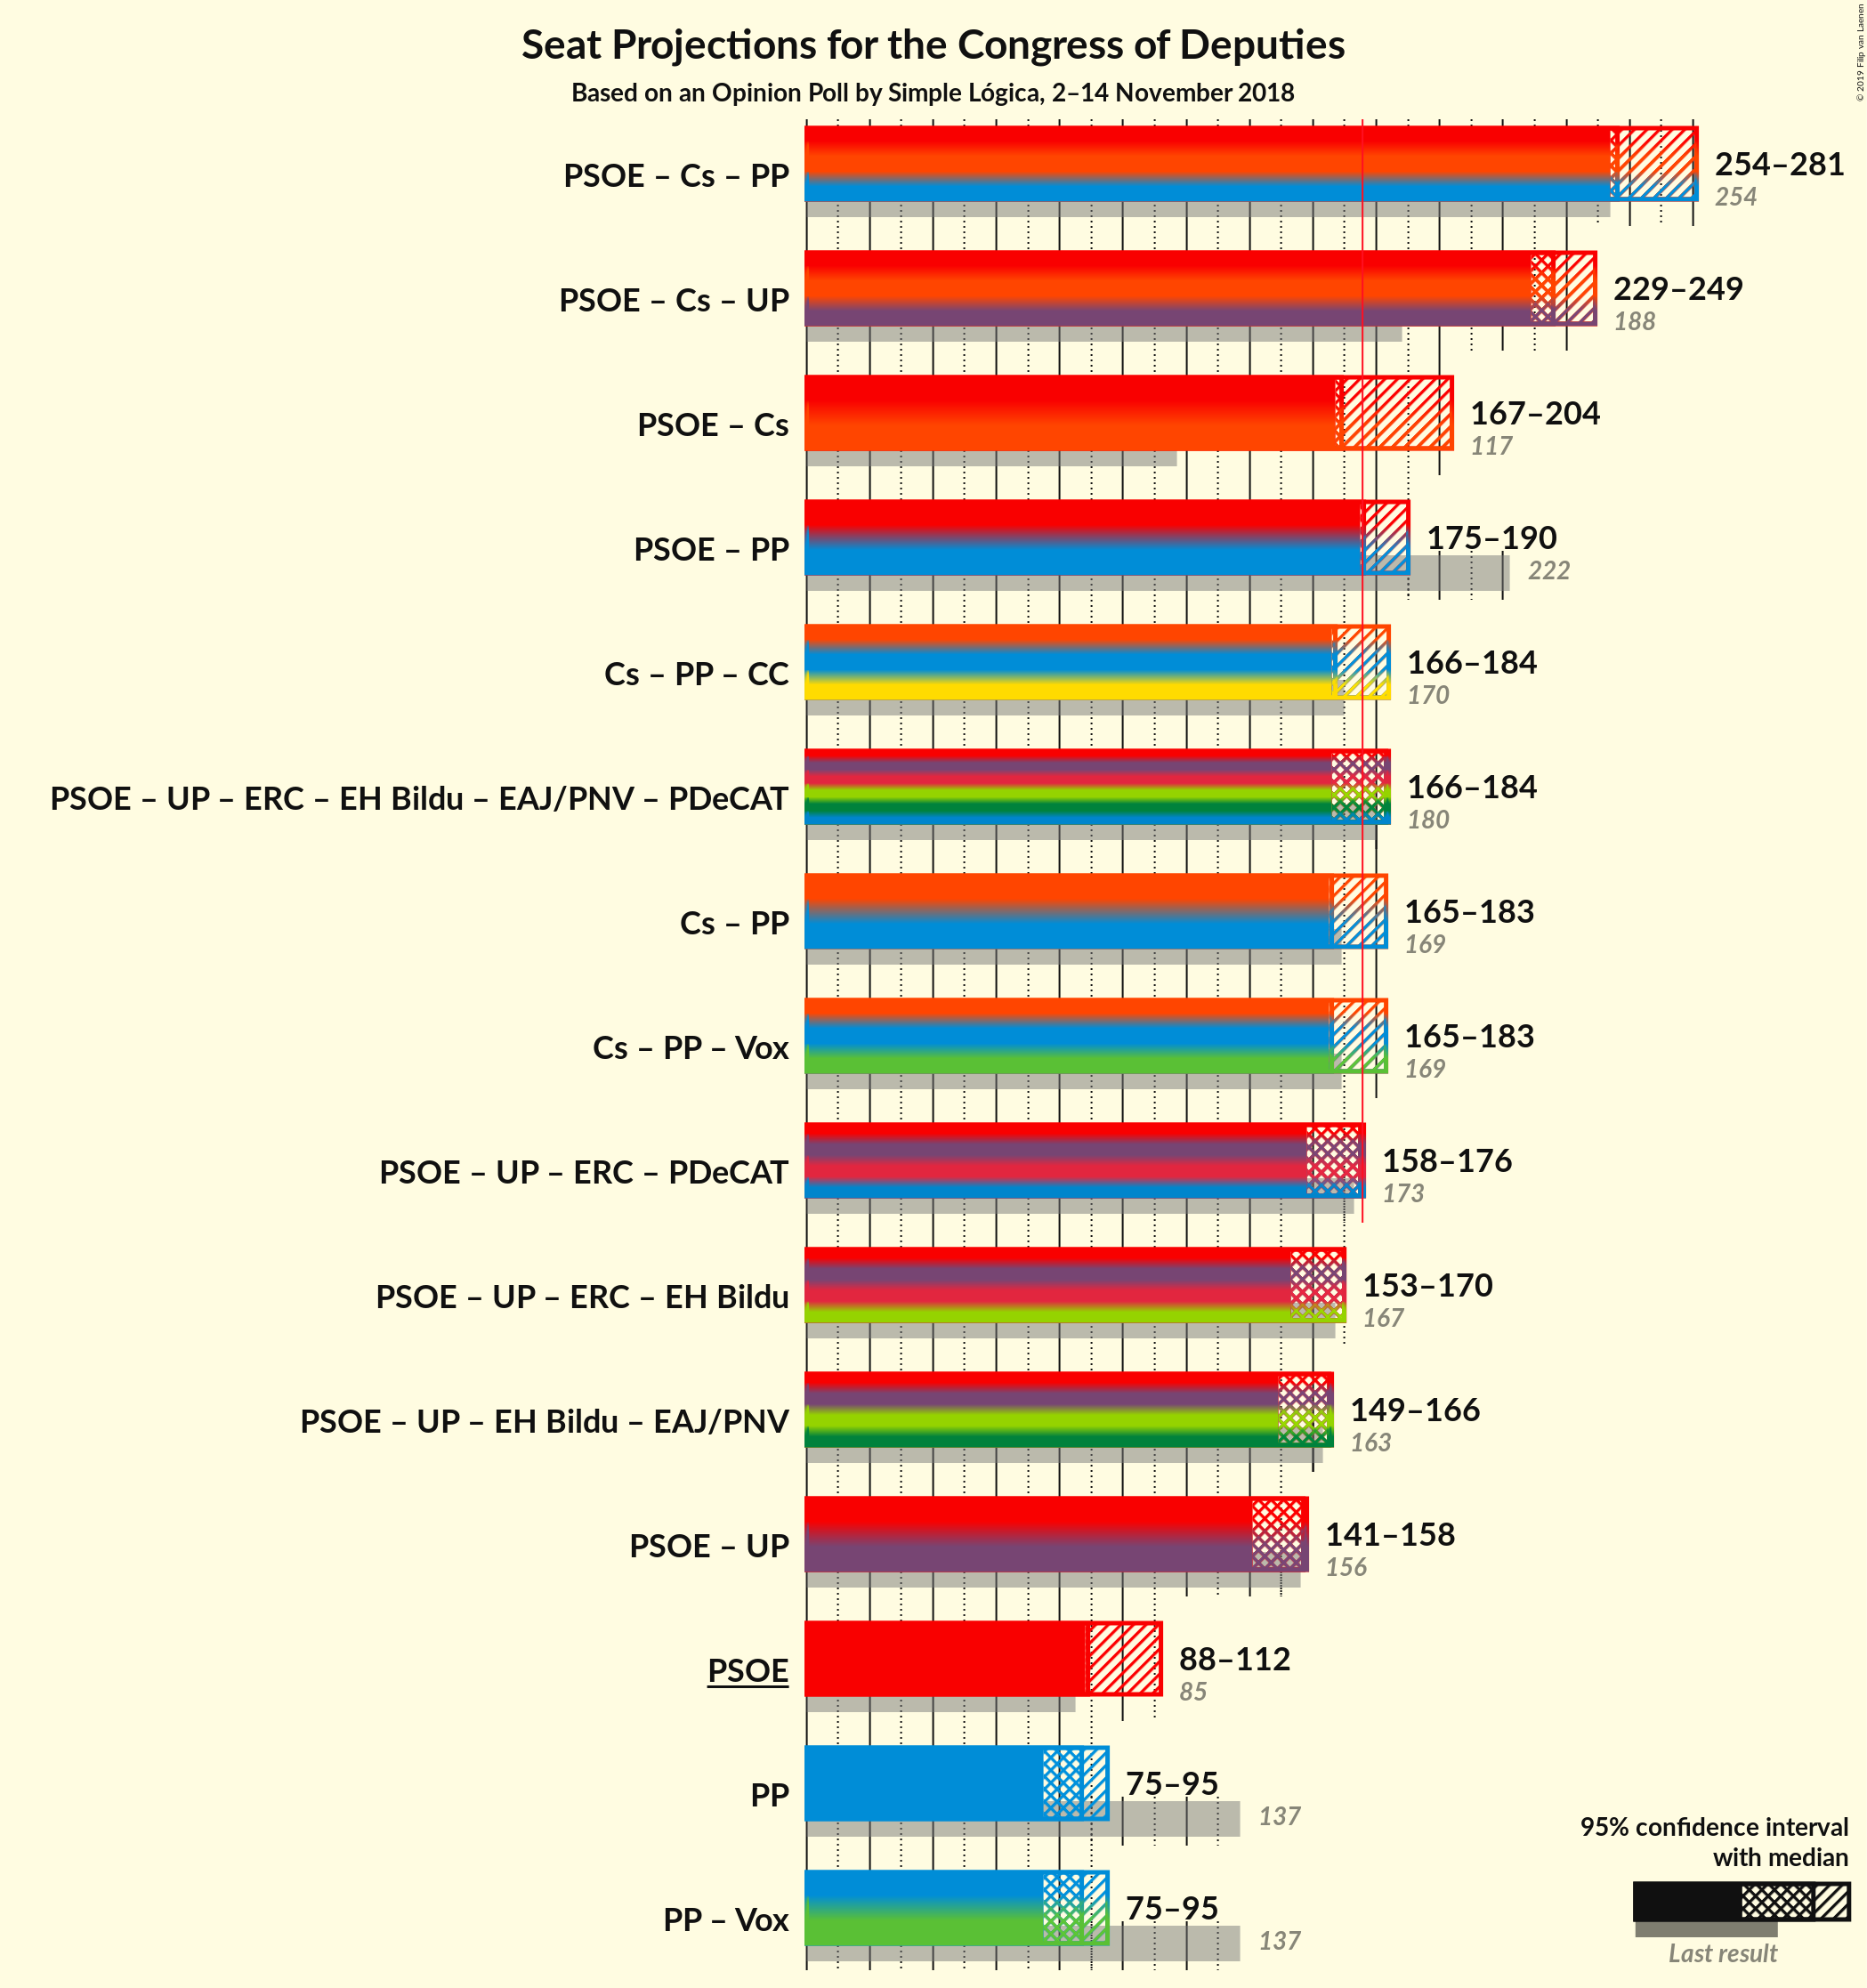 Seat Projections for the Congress of Deputies
Based on an Opinion Poll by Simple Lógica, 2–14 November 2018
© 2019 Filip van Laenen
PSOE – Cs – PP
254–281
254
PSOE – Cs – UP
229–249
188
PSOE – Cs
167–204
117
PSOE – PP
175–190
222
Cs – PP – CC
166–184
170
PSOE – UP – ERC – EH Bildu – EAJ/PNV – PDeCAT
166–184
180
Cs – PP
165–183
169
Cs – PP – Vox
165–183
169
PSOE – UP – ERC – PDeCAT
158–176
173
PSOE – UP – ERC – EH Bildu
153–170
167
PSOE – UP – EH Bildu – EAJ/PNV
149–166
163
PSOE – UP
141–158
156
PSOE
88–112
85
PP
75–95
137
PP – Vox
75–95
137
95% confidence interval
with median
Last result